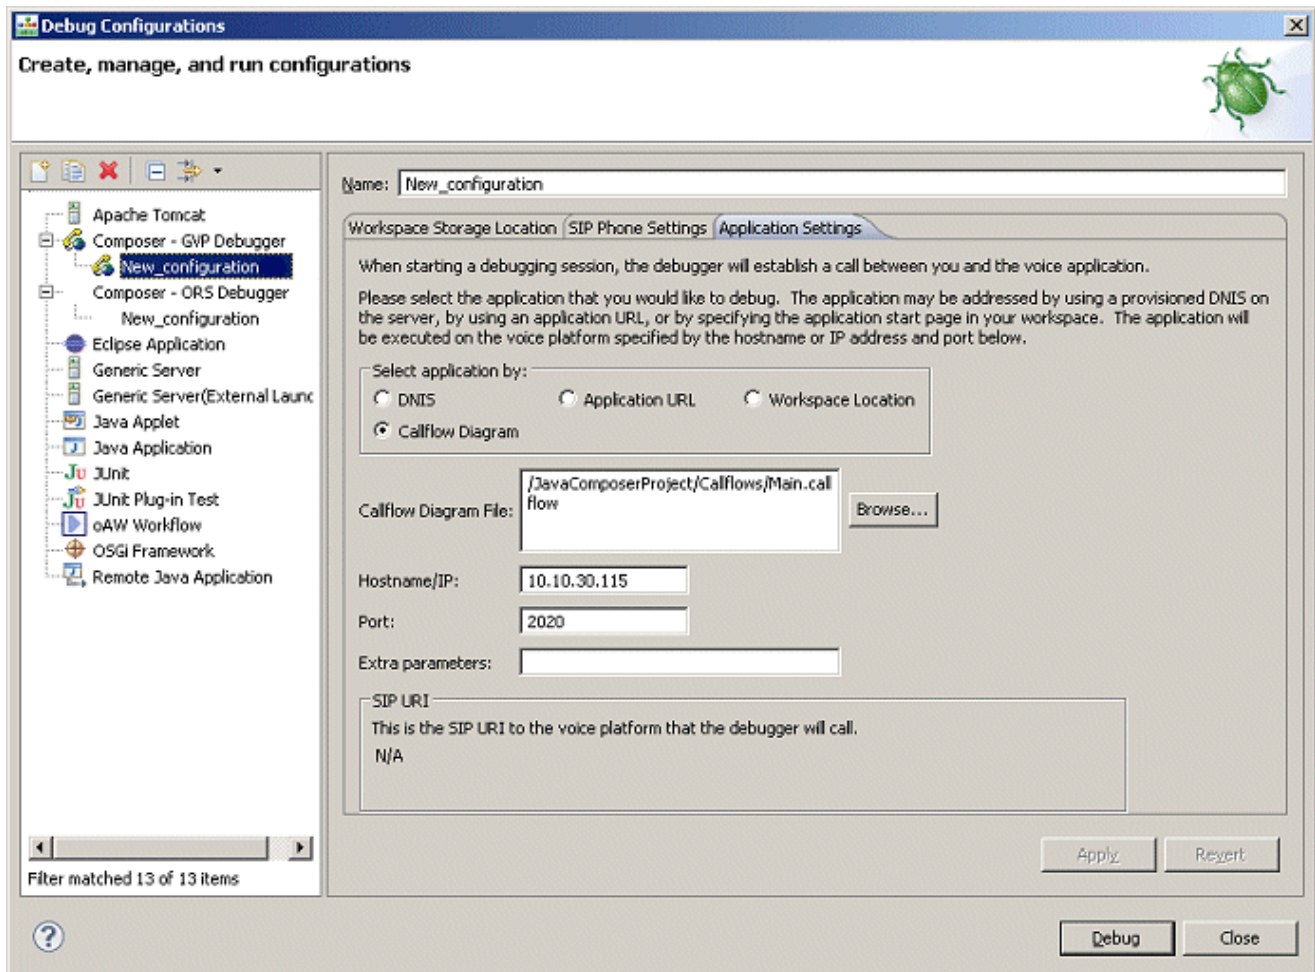 Debug Configurations
Create, manage, and run configurations
Apache Tomcat
Composer - GVP Debugger
New_configuration
Composer - ORS Debugger
New_configuration
Eclipse Application
Generic Server
Generic Server(External Launc
Java Applet
Java Application
JUnit
JUnit Plug-in Test
oAW Workflow
OSGi Framework
Remote Java Application
Filter matched 13 of 13 items
Name: New_configuration
Workspace Storage Location SIP Phone Settings Application Settings
When starting a debugging session, the debugger will establish a call between you and the voice application.
Please select the application that you would like to debug. The application may be addressed by using a provisioned DNIS on
the server, by using an application URL, or by specifying the application start page in your workspace. The application will
be executed on the voice platform specified by the hostname or IP address and port below.
Select application by:
DNIS Application URL Workspace Location
Callflow Diagram
Callflow Diagram File: /JavaComposerProject/Callflows/Main.cal
flow
Browse...
Hostname/IP: 10.10.30.115
Port: 2020
Extra parameters:
SIP URI
This is the SIP URI to the voice platform that the debugger will call.
N/A
Apply Revert
Debug Close